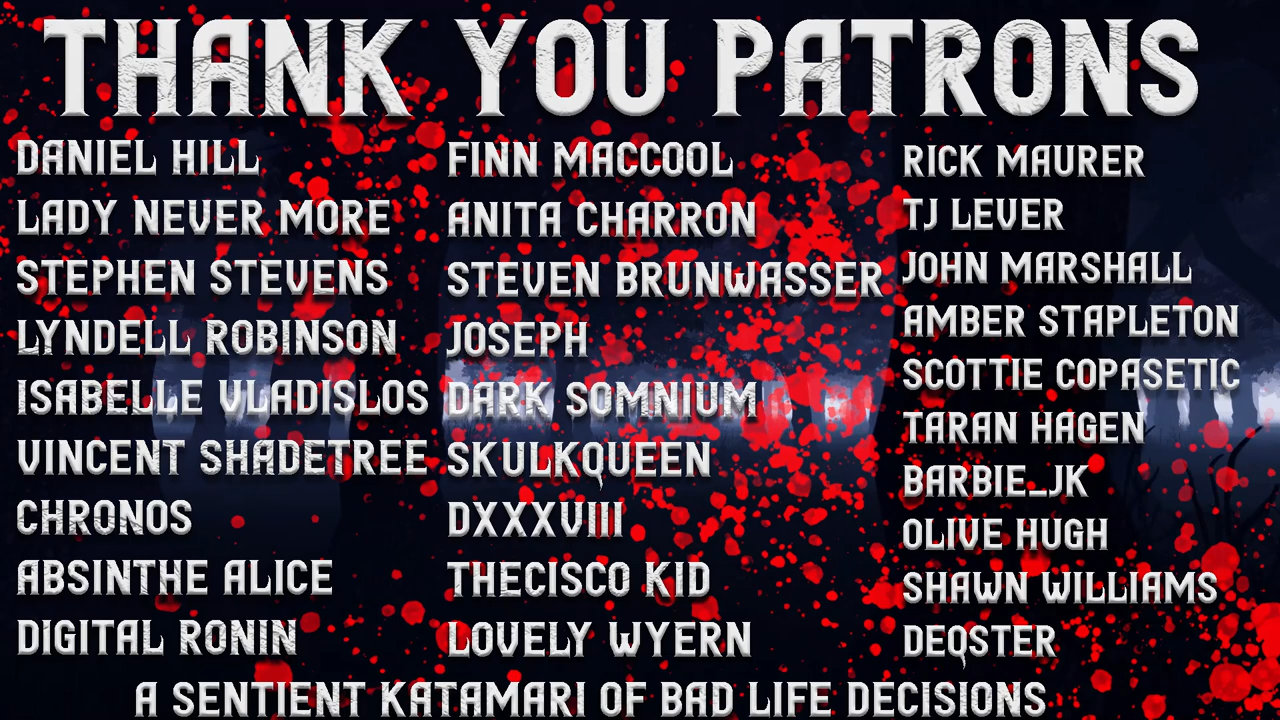 THANK YOU PATRONS
DANIEL HILL
LADY NEVER MORE
STEPHEN STEVENS
LYNDELL ROBINSON
ISABELLE VLADISLOS
VINCENT SHADETREE
CHRONOS
ABSINTHE ALICE
DIGITAL RONIN
FINN MACCOOL
ANITA CHARRON
STEVEN BRUNWASSER
JOSEPH
DARK SOMNIUM
SKULKQUEEN
DXXXVIII
THECISCO KID
LOVELY WYERN
RICK MAURER
TJ LEVER
JOHN MARSHALL
AMBER STAPLETON
SCOTTIE COPASETIC
TARAN HAGEN
BARBIE_JK
OLIVE HUGH
SHAWN WILLIAMS
DEQSTER
A SENTIENT KATAMARI OF BAD LIFE DECISIONS